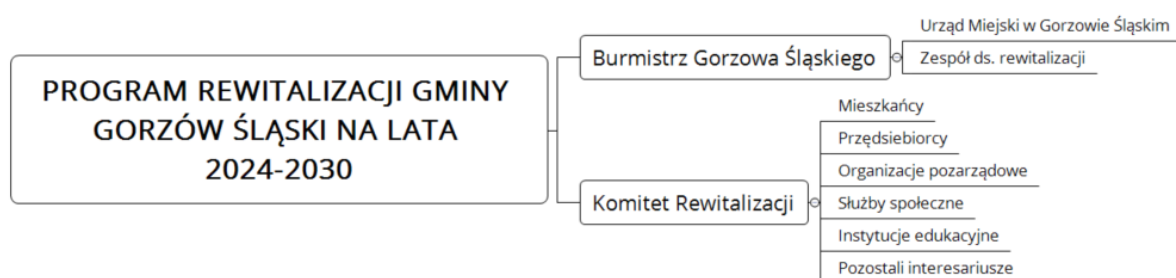 PROGRAM REWITALIZACJI GMINY
GORZÓW ŚLĄSKI NA LATA
2024-2030
Burmistrz Gorzowa Śląskiego
Urząd Miejski w Gorzowie Śląskim
Zespół ds. rewitalizacji
Komitet Rewitalizacji
Mieszkańcy
Przędsiebiorcy
Organizacje pozarządowe
Służby społeczne
Instytucje edukacyjne
Pozostali interesariusze